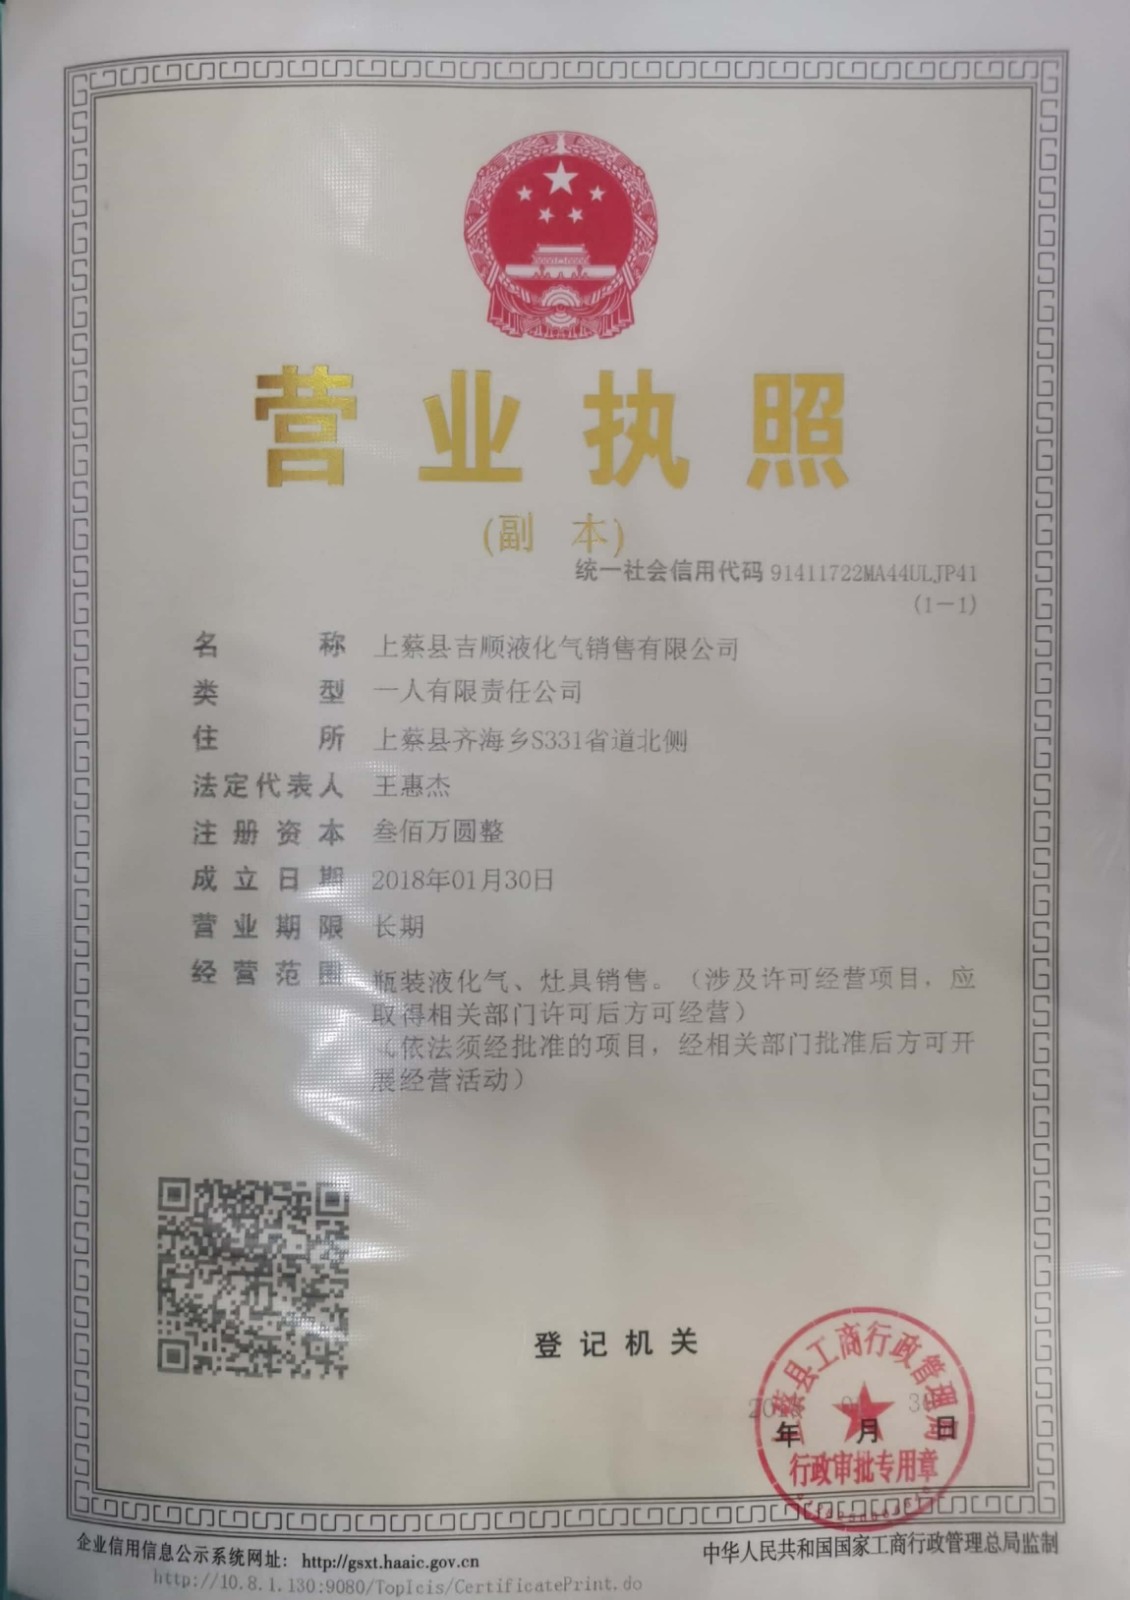 营业执照
(副 本)
统一社会信用代码 91411722MA44ULJP41
(1-1)
名称 上蔡县吉顺液化气销售有限公司
类型 一人有限责任公司
住所 上蔡县齐海乡S331省道北侧
法定代表人 王惠杰
注册资本 叁佰万圆整
成立日期 2018年01月30日
营业期限 长期
经营范围 瓶装液化气、灶具销售。（涉及许可经营项目，应
取得相关部门许可后方可经营）
（依法须经批准的项目，经相关部门批准后方可开
展经营活动）
登记机关
上蔡县工商行政管理局
年 月 日
行政审批专用章
企业信用信息公示系统网址： http://gsxt.haaic.gov.cn
中华人民共和国国家工商行政管理总局监制
http://10.8.1.130:9080/TopIcis/CertificatePrint.do